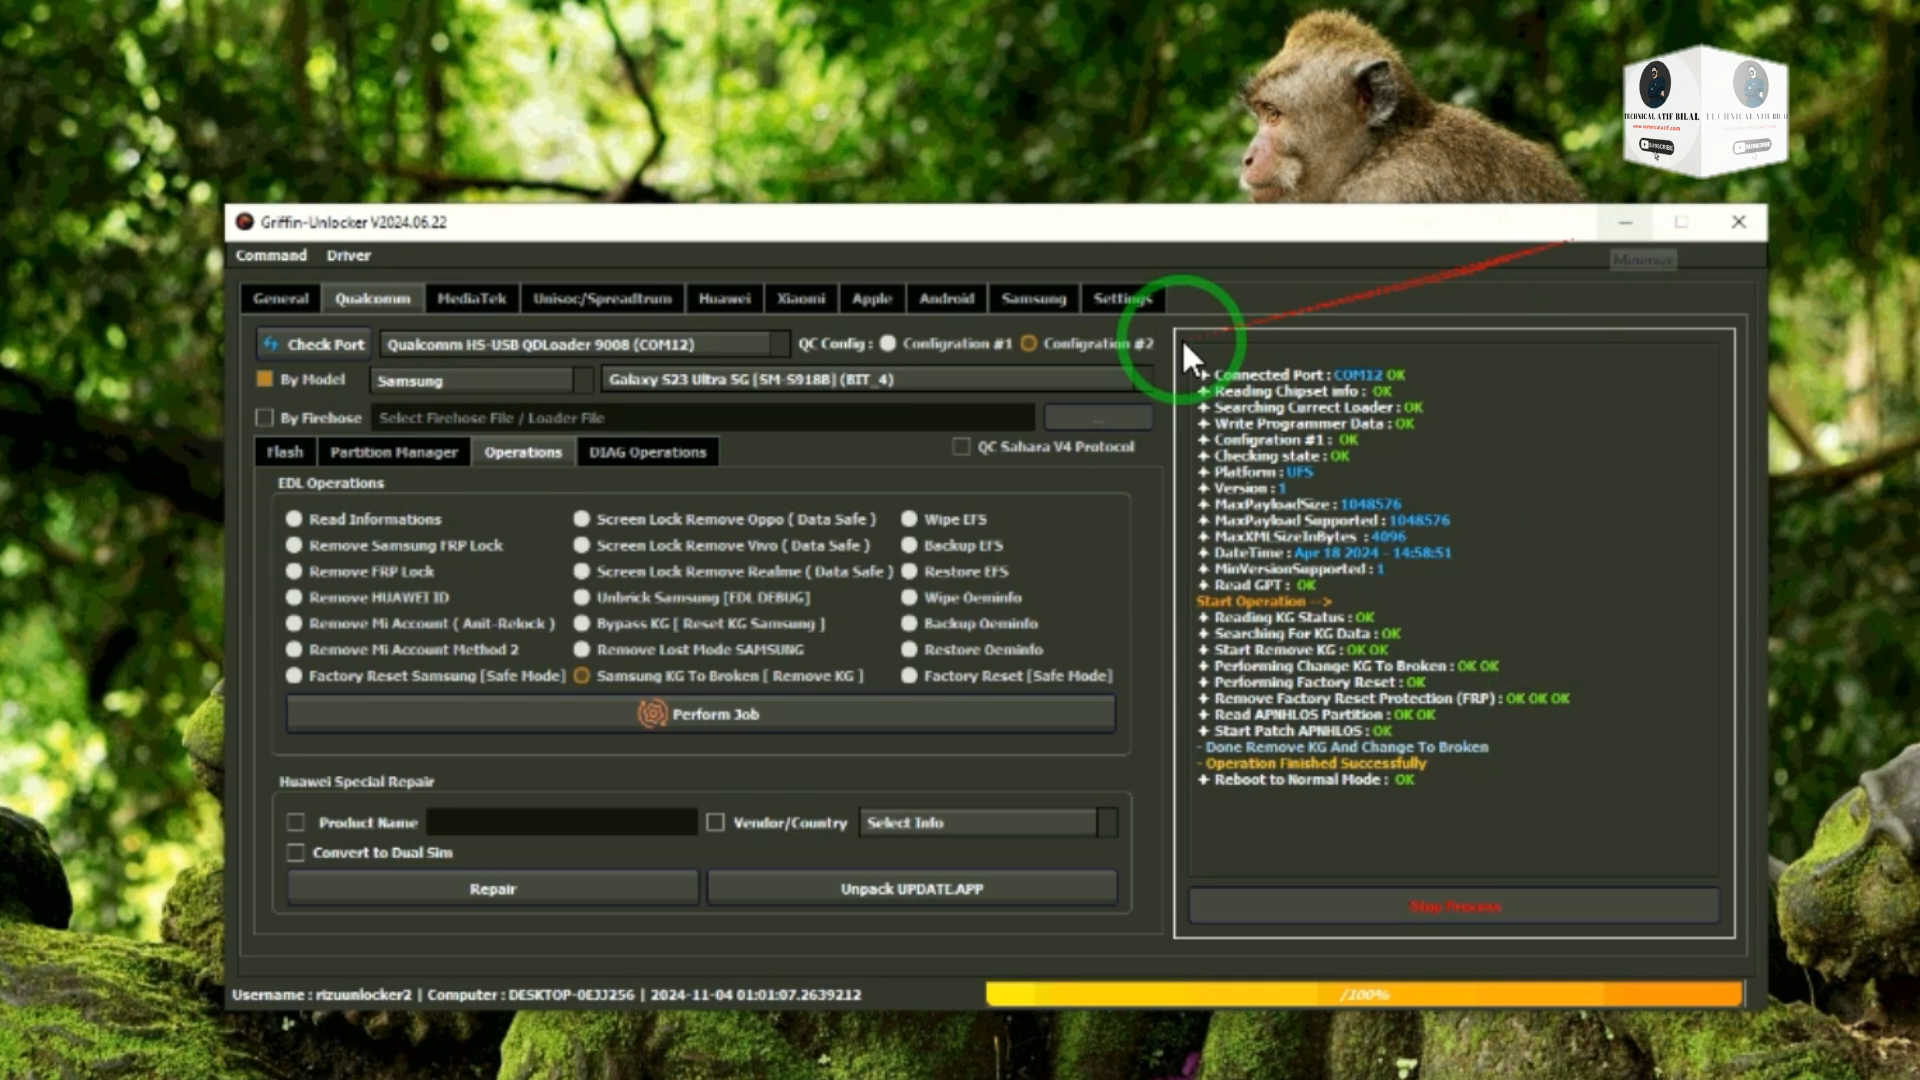 TECHNICAL ATIF BILAL
SUBSCRIBE
Griffin-Unlocker V2024.06.22
Command Driver
Minimize
General Qualcomm MediaTek Unisoc/Spreadtrum Huawei Xiaomi Apple Android Samsung Settings
Check Port Qualcomm HS-USB QDLoader 9008 (COM12) QC Config : Configration #1 Configration #2
By Model Samsung Galaxy S23 Ultra 5G [SM-S918B] (BIT_4)
By Firehose Select Firehose File / Loader File ...
Flash Partition Manager Operations DIAG Operations QC Sahara V4 Protocol
EDL Operations
Read Informations Screen Lock Remove Oppo ( Data Safe ) Wipe EFS
Remove Samsung FRP Lock Screen Lock Remove Vivo ( Data Safe ) Backup EFS
Remove FRP Lock Screen Lock Remove Realme ( Data Safe ) Restore EFS
Remove HUAWEI ID Unbrick Samsung [EDL DEBUG] Wipe Oeminfo
Remove Mi Account ( Anit-Relock ) Bypass KG [ Reset KG Samsung ] Backup Oeminfo
Remove Mi Account Method 2 Remove Lost Mode SAMSUNG Restore Oeminfo
Factory Reset Samsung [Safe Mode] Samsung KG To Broken [ Remove KG ] Factory Reset [Safe Mode]
Perform Job
Huawei Special Repair
Product Name Vendor/Country Select Info
Convert to Dual Sim
Repair Unpack UPDATE.APP
Connected Port : COM12 OK
Reading Chipset info : OK
Searching Currect Loader : OK
Write Programmer Data : OK
Configration #1 : OK
Checking state : OK
Platform : UFS
Version : 1
MaxPayloadSize : 1048576
MaxPayload Supported : 1048576
MaxXMLSizeInBytes : 4096
DateTime : Apr 18 2024 - 14:58:51
MinVersionSupported : 1
Read GPT : OK
Start Operation -->
Reading KG Status : OK
Searching For KG Data : OK
Start Remove KG : OK OK
Performing Change KG To Broken : OK OK
Performing Factory Reset : OK
Remove Factory Reset Protection (FRP) : OK OK OK
Read APNHLOS Partition : OK OK
Start Patch APNHLOS : OK
- Done Remove KG And Change To Broken
- Operation Finished Successfully
Reboot to Normal Mode : OK
Stop Process
Username : rizuunlocker2 | Computer : DESKTOP-0EJJ256 | 2024-11-04 01:01:07.2639212
/100%